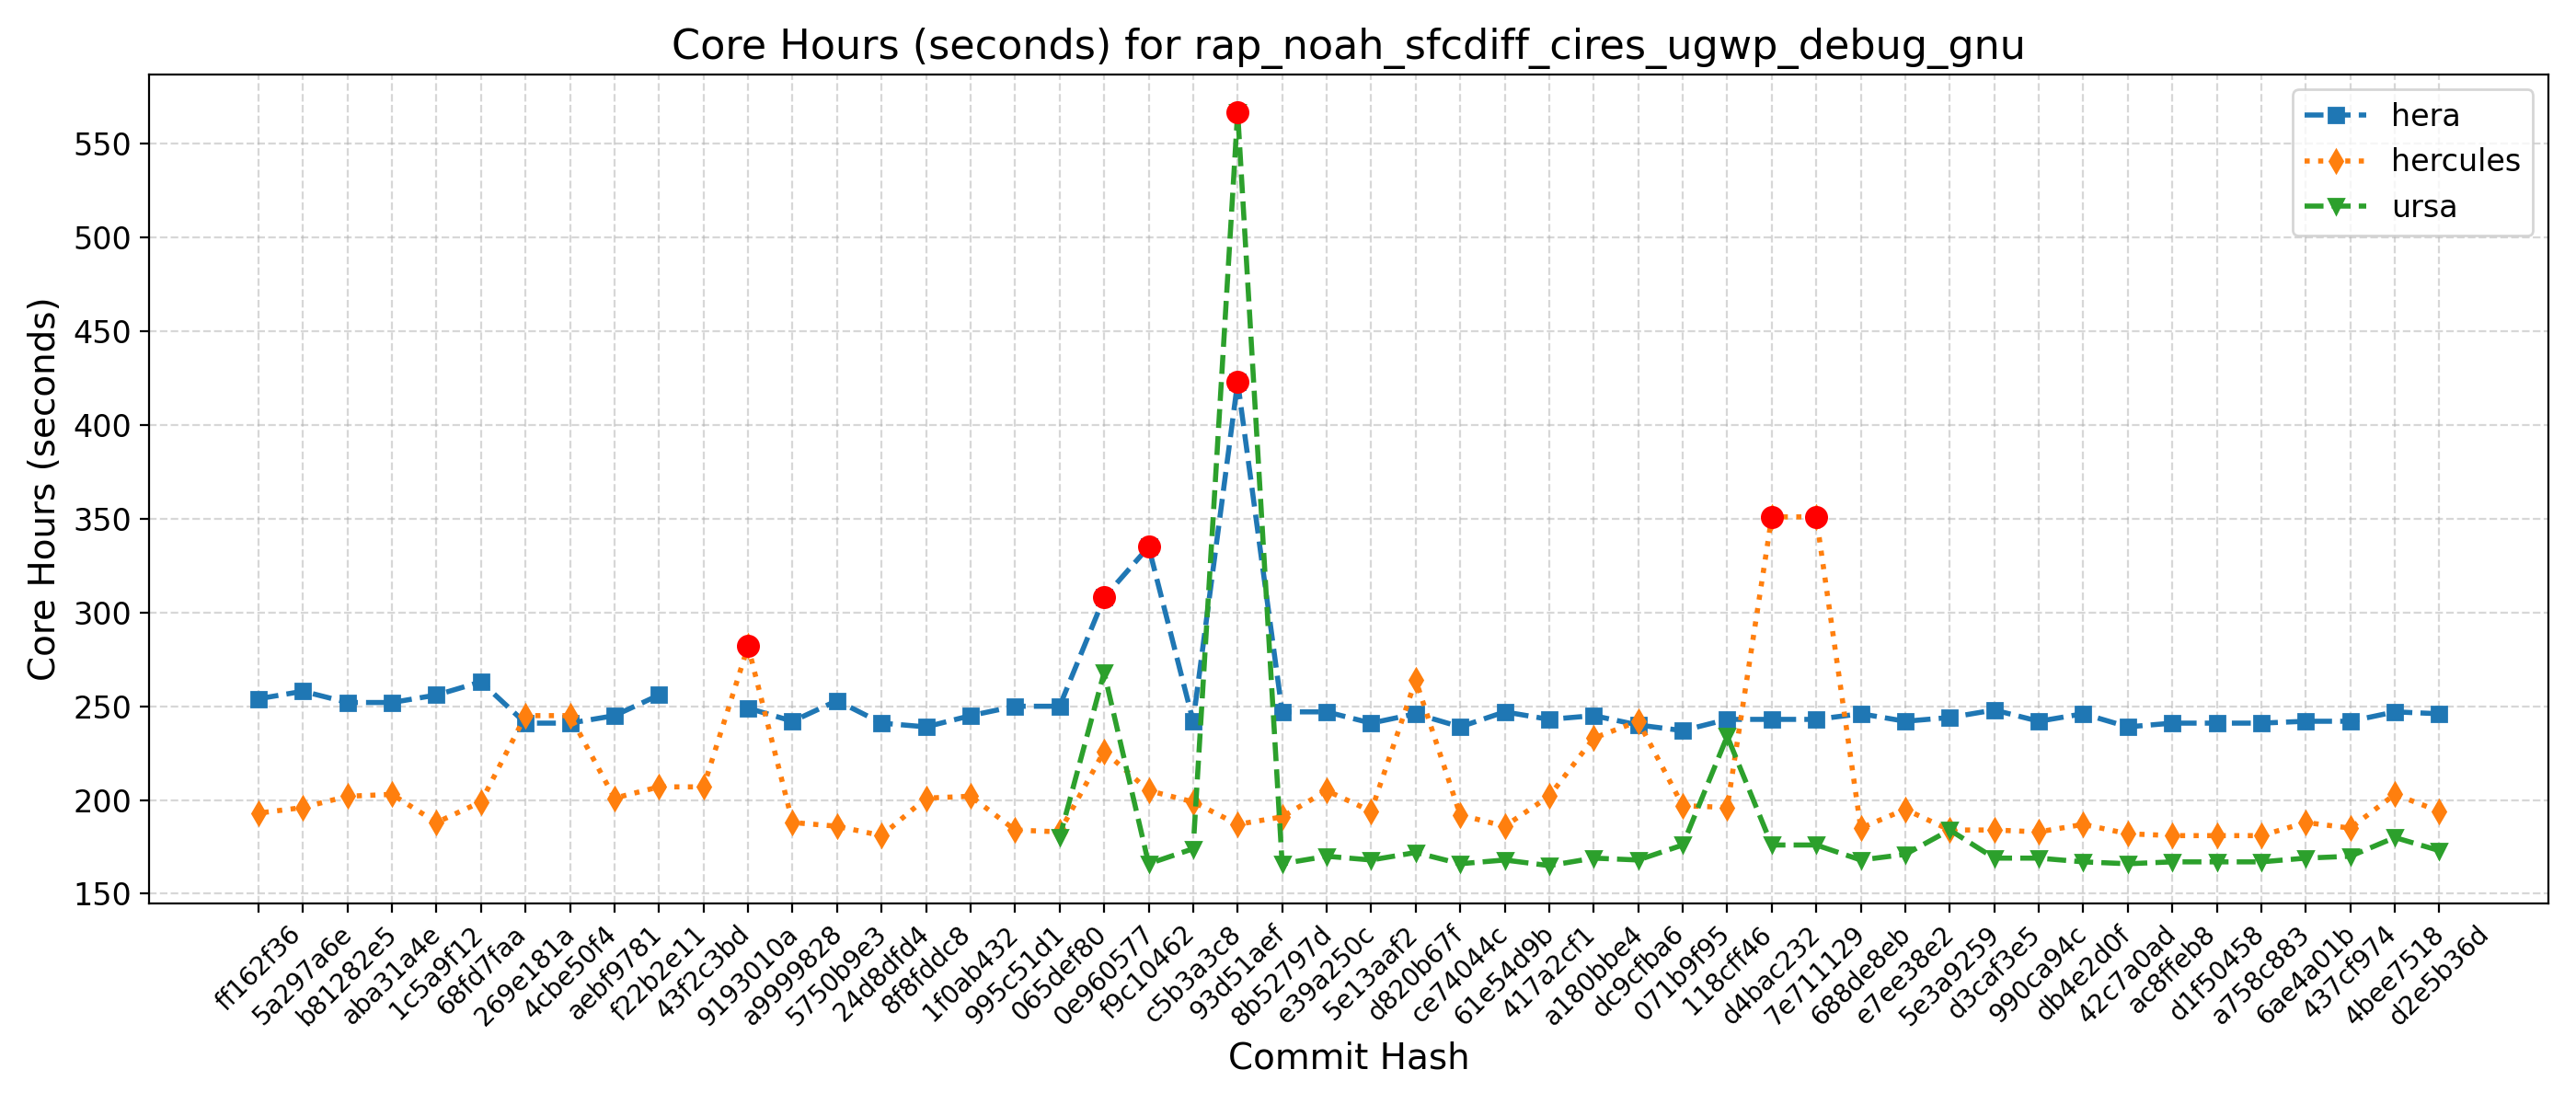 Core Hours (seconds) for rap_noah_sfcdiff_cires_ugwp_debug_gnu
hera
hercules
ursa
Core Hours (seconds)
550
500
450
400
350
300
250
200
150
ff162f36
5a297a6e
b81282e5
aba31a4e
1c5a9f12
68fd7faa
269e181a
4cbe50f4
aebf9781
f22b2e11
43f2c3bd
9193010a
a9999828
5750b9e3
24d8dfd4
8f8fddc8
1f0ab432
995c51d1
065def80
0e960577
f9c10462
c5b3a3c8
93d51aef
8b52797d
e39a250c
5e13aaf2
d820b67f
ce74044c
61e54d9b
417a2cf1
a180bbe4
dc9cfba6
071b9f95
118cff46
d4bac232
7e711129
688de8eb
e7ee38e2
5e3a9259
d3caf3e5
990ca94c
db4e2d0f
42c7a0ad
ac8ffeb8
d1f50458
a758c883
6ae4a01b
437cf974
4bee7518
d2e5b36d
Commit Hash